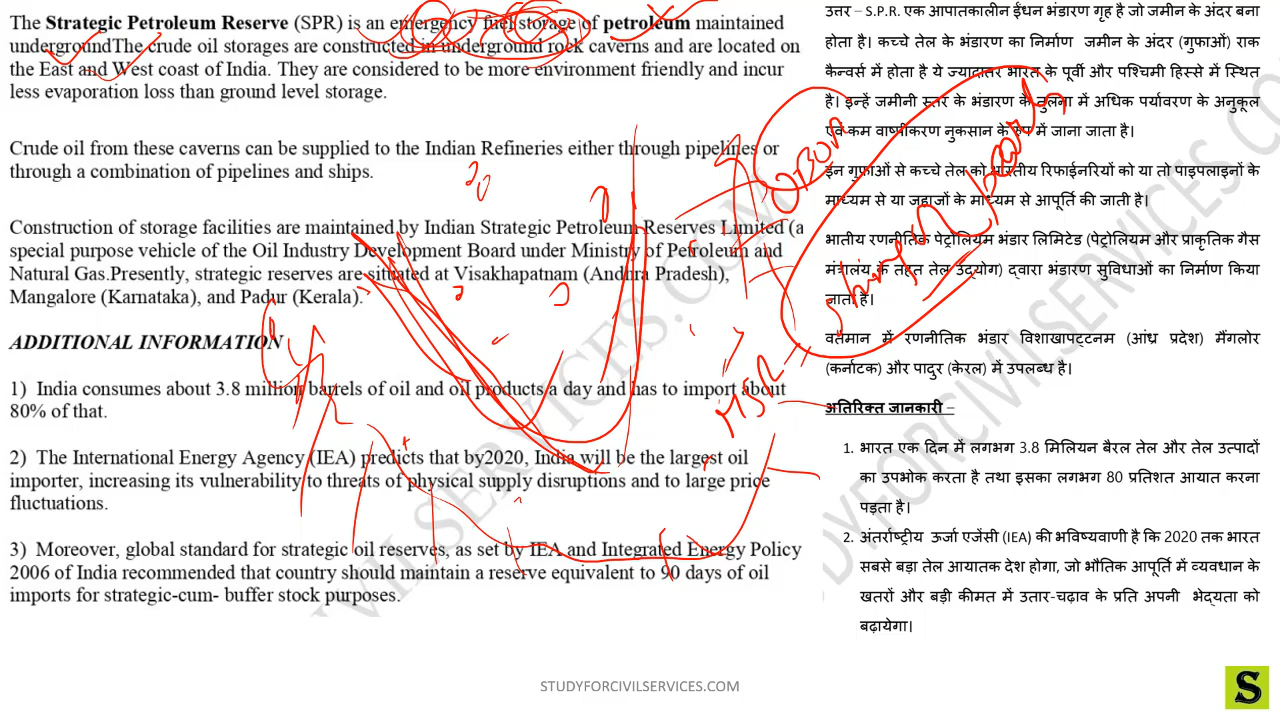 The Strategic Petroleum Reserve (SPR) is an emergency fuel storage of petroleum maintained
undergroundThe crude oil storages are constructed in underground rock caverns and are located on
the East and West coast of India. They are considered to be more environment friendly and incur
less evaporation loss than ground level storage.
Crude oil from these caverns can be supplied to the Indian Refineries either through pipelines or
through a combination of pipelines and ships.
Construction of storage facilities are maintained by Indian Strategic Petroleum Reserves Limited (a
special purpose vehicle of the Oil Industry Development Board under Ministry of Petroleum and
Natural Gas.Presently, strategic reserves are situated at Visakhapatnam (Andhra Pradesh),
Mangalore (Karnataka), and Padur (Kerala).
ADDITIONAL INFORMATION
1) India consumes about 3.8 million barrels of oil and oil products a day and has to import about
80% of that.
2) The International Energy Agency (IEA) predicts that by2020, India will be the largest oil
importer, increasing its vulnerability to threats of physical supply disruptions and to large price
fluctuations.
3) Moreover, global standard for strategic oil reserves, as set by IEA and Integrated Energy Policy
2006 of India recommended that country should maintain a reserve equivalent to 90 days of oil
imports for strategic-cum- buffer stock purposes.
उत्तर – S.P.R. एक आपातकालीन ईंधन भंडारण गृह है जो जमीन के अंदर बना
होता है। कच्चे तेल के भंडारण का निर्माण जमीन के अंदर (गुफाओं) राक
कैन्वर्स में होता है ये ज्यादातर भारत के पूर्वी और पश्चिमी हिस्से में स्थित
है। इन्हें जमीनी स्तर के भंडारण के तुलना में अधिक पर्यावरण के अनुकूल
एवं कम वाष्पीकरण नुकसान के रूप में जाना जाता है।
इन गुफाओं से कच्चे तेल को भारतीय रिफाईनरियों को या तो पाइपलाइनों के
माध्यम से या जहाजों के माध्यम से आपूर्ति की जाती है।
भातीय रणनीतिक पेट्रोलियम भंडार लिमिटेड (पेट्रोलियम और प्राकृतिक गैस
मंत्रालय के तहत तेल उद्योग) द्वारा भंडारण सुविधाओं का निर्माण किया
जाता है।
वर्तमान में रणनीतिक भंडार विशाखापट्टनम (आंध्र प्रदेश) मैंगलोर
(कर्नाटक) और पादुर (केरल) में उपलब्ध है।
अतिरिक्त जानकारी –
1. भारत एक दिन में लगभग 3.8 मिलियन बैरल तेल और तेल उत्पादों
का उपभोक करता है तथा इसका लगभग 80 प्रतिशत आयात करना
पड़ता है।
2. अंतर्राष्ट्रीय ऊर्जा एजेंसी (IEA) की भविष्यवाणी है कि 2020 तक भारत
सबसे बड़ा तेल आयातक देश होगा, जो भौतिक आपूर्ति में व्यवधान के
खतरों और बड़ी कीमत में उतार-चढ़ाव के प्रति अपनी भेद्यता को
बढ़ायेगा।
STUDYFORCIVILSERVICES.COM
S